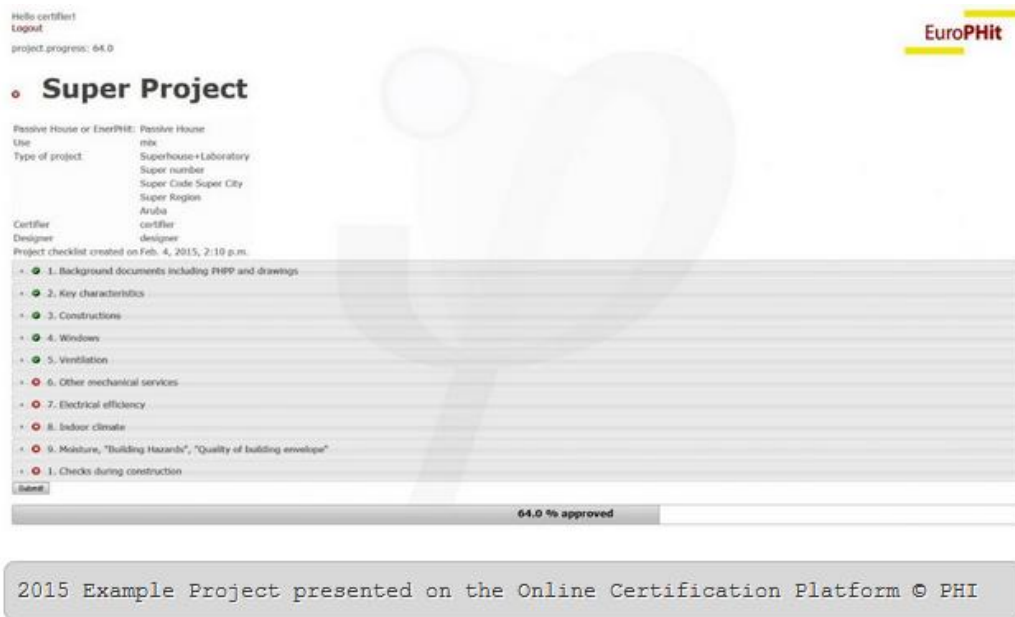 Hello certifier!
Logout
project.progress: 64.0
EuroPHit
Super Project
Passive House or EnerPHit: Passive House
Use mix
Type of project Superhouse+Laboratory
Super number
Super Code Super City
Super Region
Aruba
Certifier certifier
Designer designer
Project checklist created on Feb. 4, 2015, 2:10 p.m.
1. Background documents including PHPP and drawings
2. Key characteristics
3. Constructions
4. Windows
5. Ventilation
6. Other mechanical services
7. Electrical efficiency
8. Indoor climate
9. Moisture, "Building Hazards", "Quality of building envelope"
1. Checks during construction
Submit
64.0 % approved
2015 Example Project presented on the Online Certification Platform © PHI